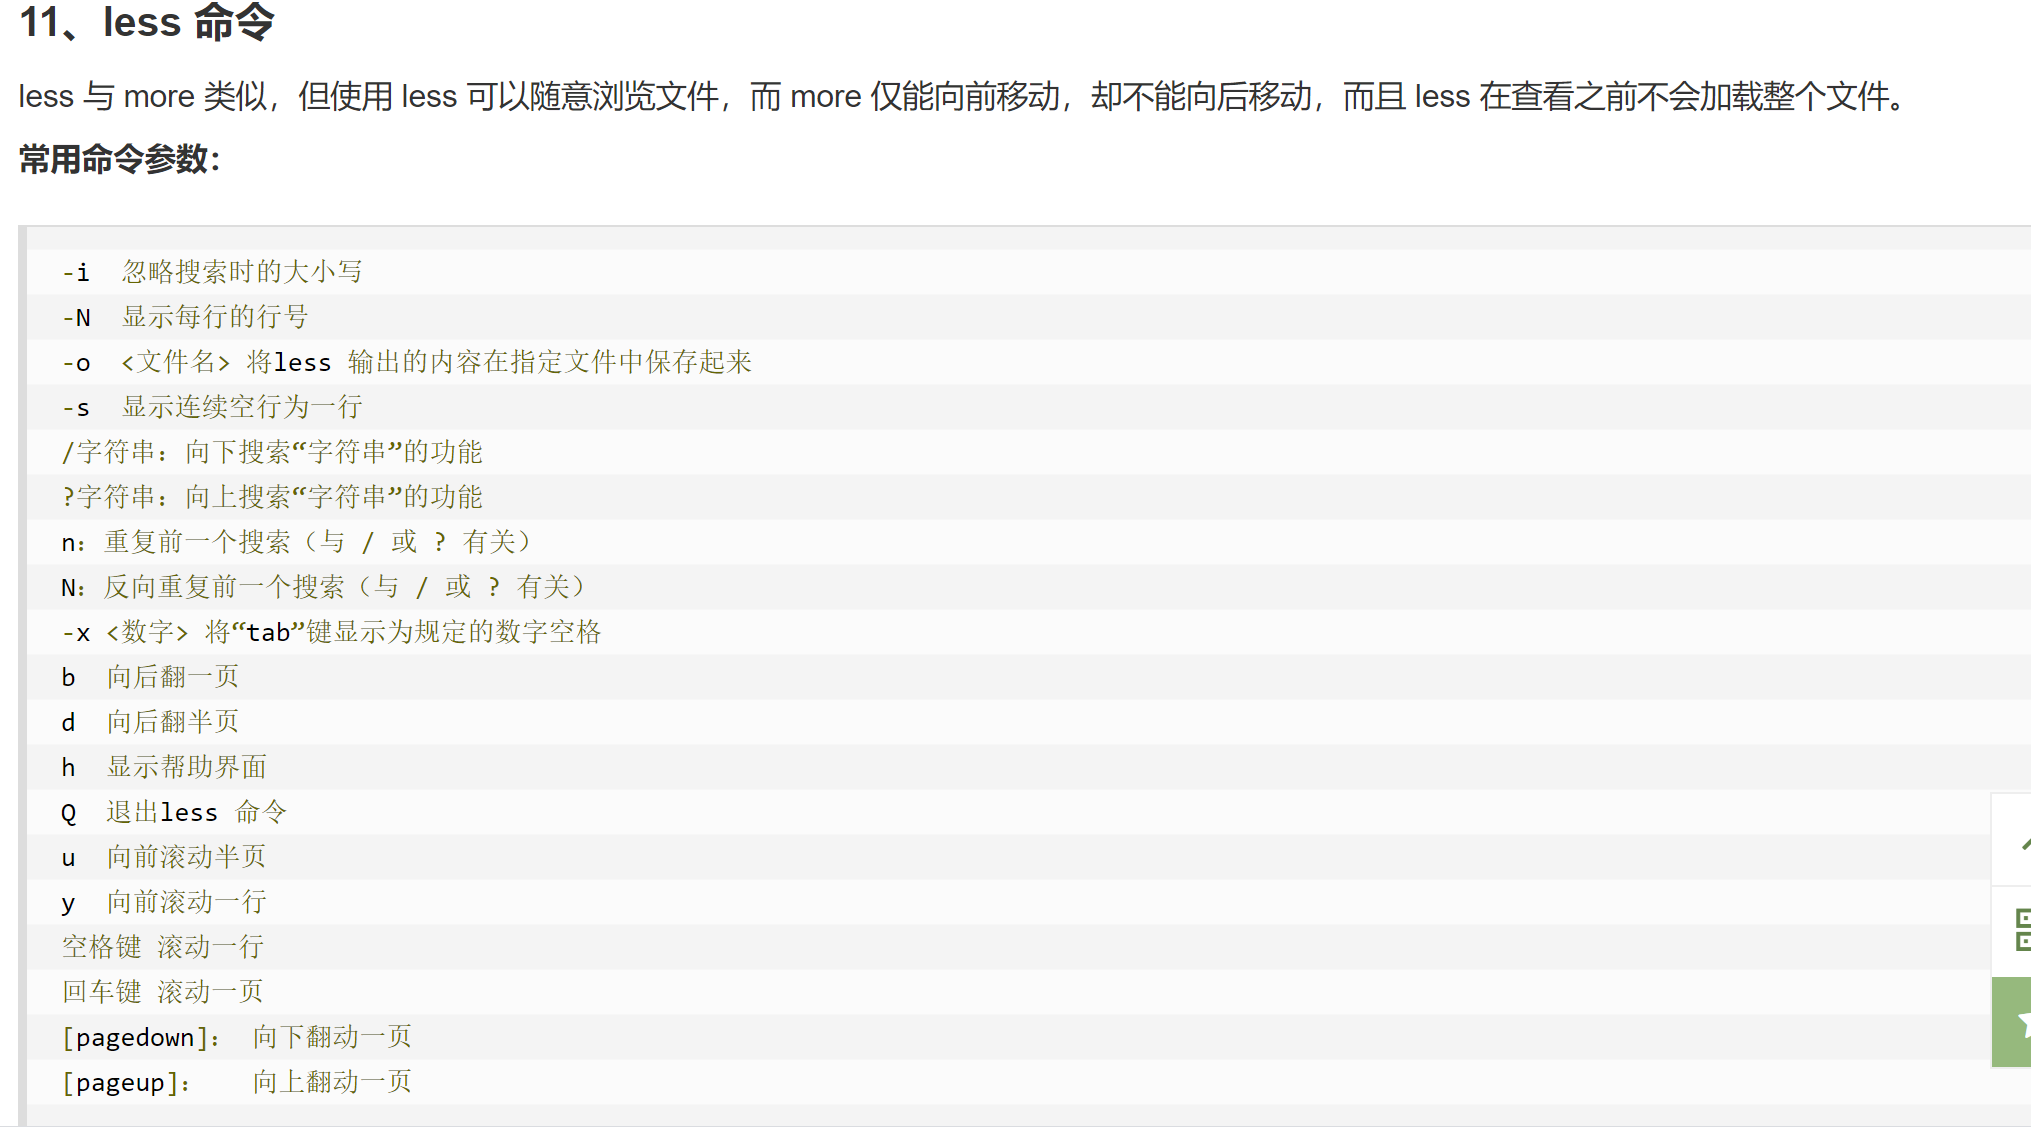 11、less 命令
less 与 more 类似，但使用 less 可以随意浏览文件，而 more 仅能向前移动，却不能向后移动，而且 less 在查看之前不会加载整个文件。
常用命令参数：
-i  忽略搜索时的大小写
-N  显示每行的行号
-o  <文件名> 将less 输出的内容在指定文件中保存起来
-s  显示连续空行为一行
/字符串：向下搜索“字符串”的功能
?字符串：向上搜索“字符串”的功能
n：重复前一个搜索（与 / 或 ? 有关）
N：反向重复前一个搜索（与 / 或 ? 有关）
-x <数字> 将“tab”键显示为规定的数字空格
b  向后翻一页
d  向后翻半页
h  显示帮助界面
Q  退出less 命令
u  向前滚动半页
y  向前滚动一行
空格键 滚动一行
回车键 滚动一页
[pagedown]： 向下翻动一页
[pageup]：   向上翻动一页